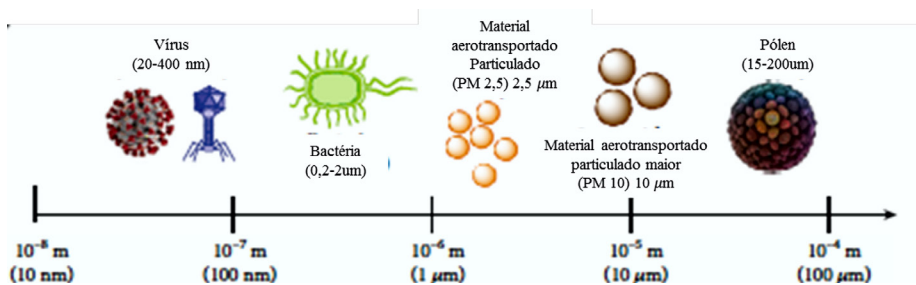 Vírus
(20-400 nm)
Bactéria
(0,2-2um)
Material
aerotransportado
Particulado
(PM 2,5) 2,5 μm
Material aerotransportado
particulado maior
(PM 10) 10 μm
Pólen
(15-200um)
10⁻⁸ m
(10 nm)
10⁻⁷ m
(100 nm)
10⁻⁶ m
(1 μm)
10⁻⁵ m
(10 μm)
10⁻⁴ m
(100 μm)